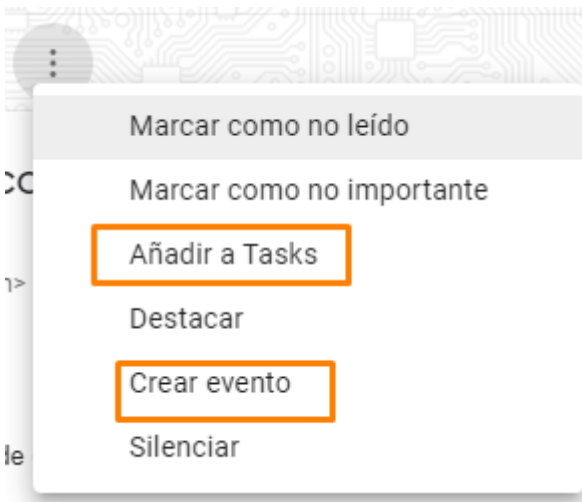 Marcar como no leído
Marcar como no importante
Añadir a Tasks
Destacar
Crear evento
Silenciar